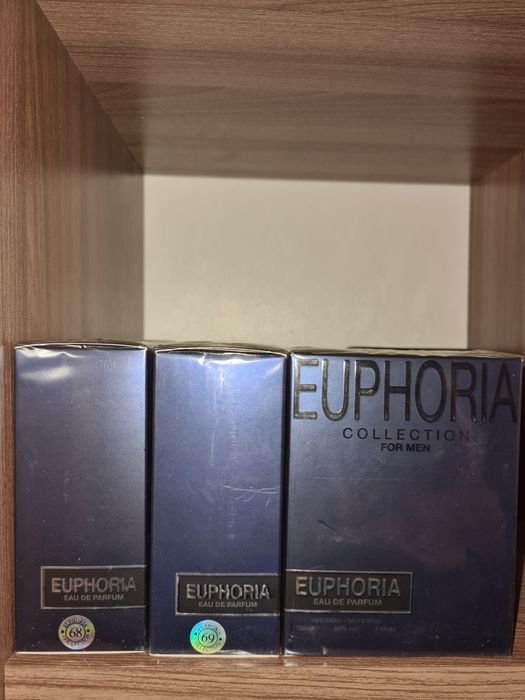 EUPHORIA
EAU DE PARFUM
68
EUPHORIA
EAU DE PARFUM
69
EUPHORIA
COLLECTION
FOR MEN
EUPHORIA
EAU DE PARFUM